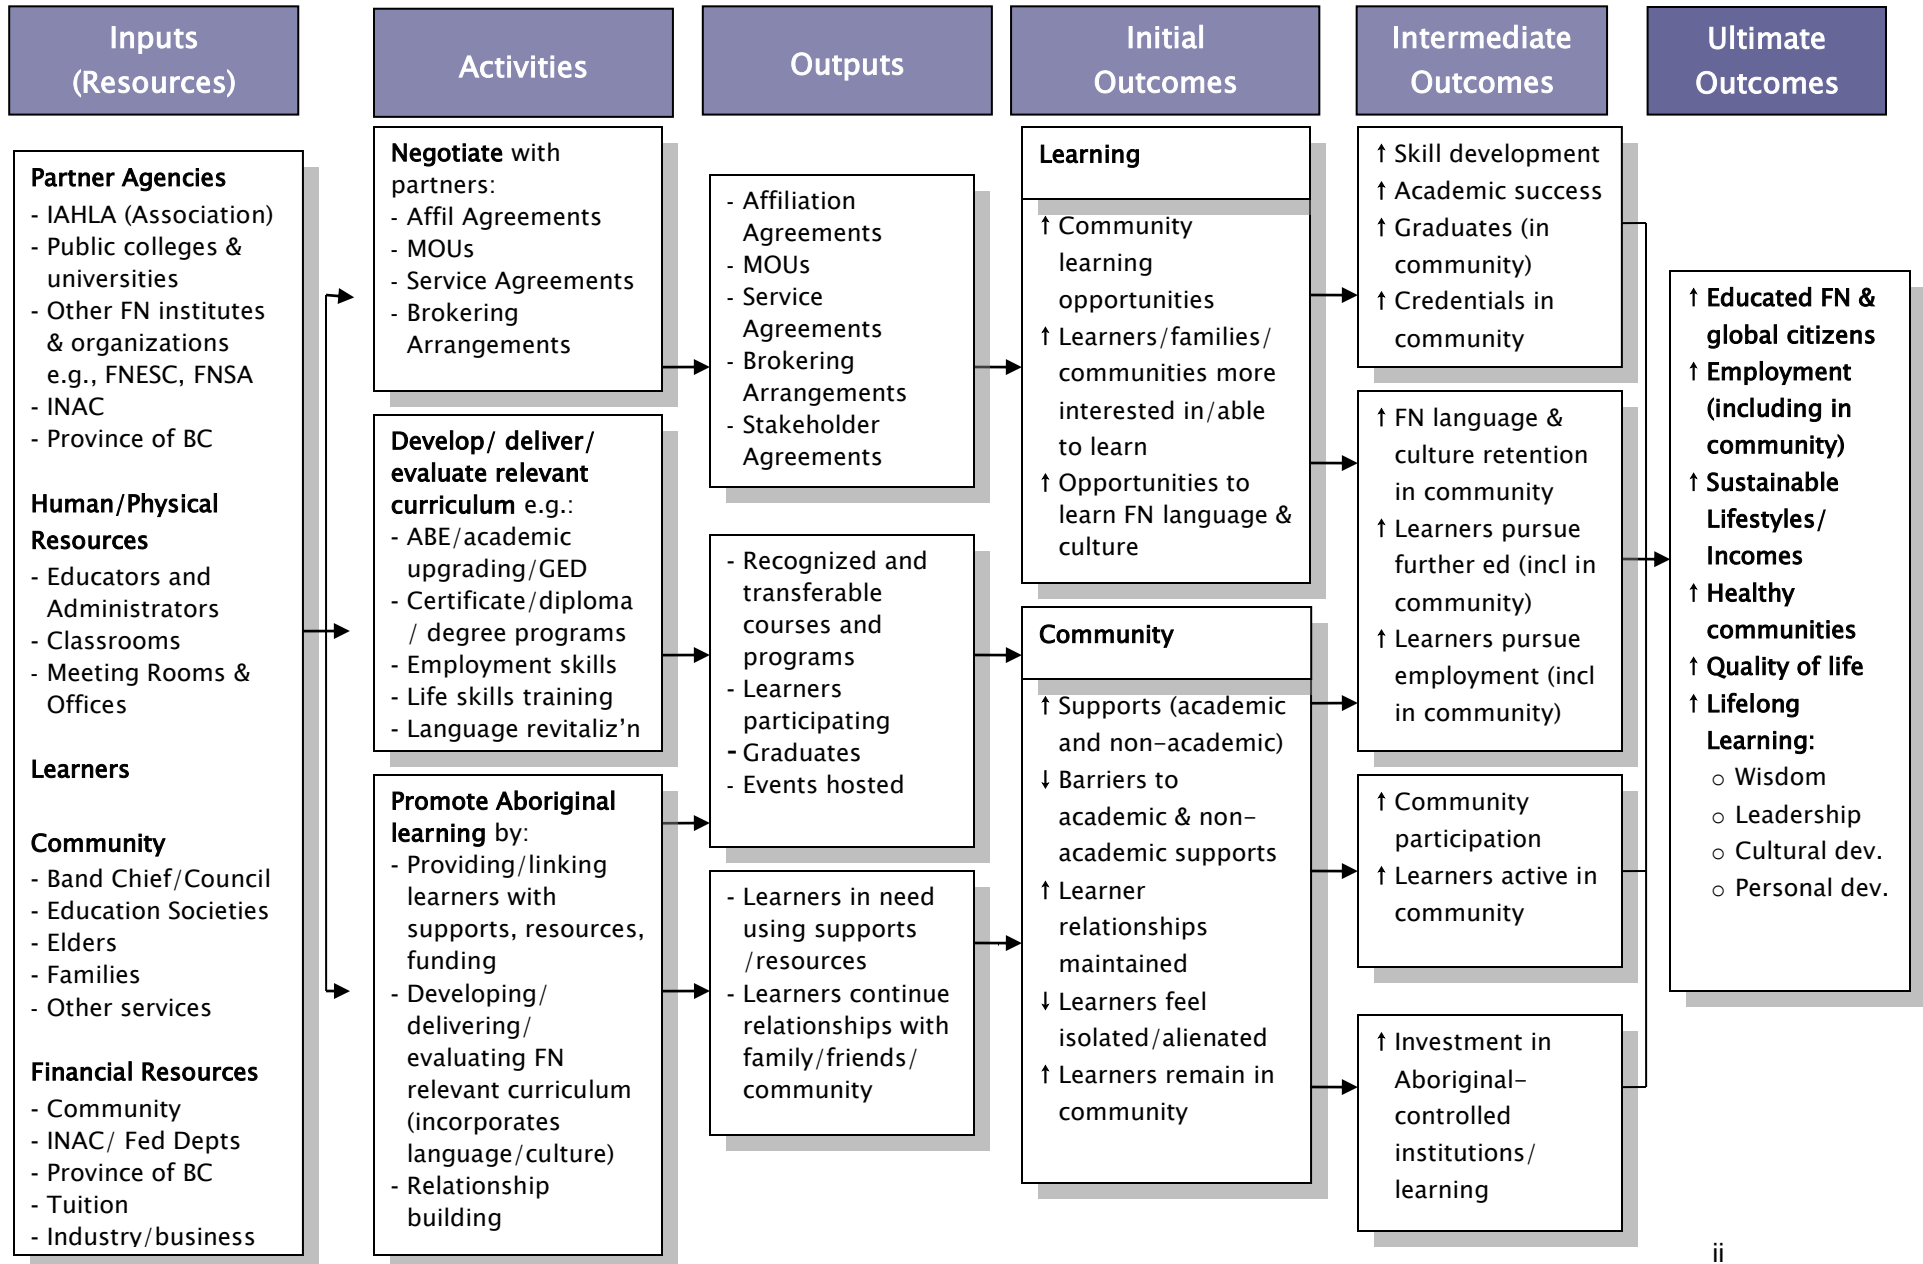 Inputs
(Resources)
Activities
Outputs
Initial
Outcomes
Intermediate
Outcomes
Ultimate
Outcomes
Partner Agencies
- IAHLA (Association)
- Public colleges &
universities
- Other FN institutes
& organizations
e.g., FNESC, FNSA
- INAC
- Province of BC
Human/Physical
Resources
- Educators and
Administrators
- Classrooms
- Meeting Rooms &
Offices
Learners
Community
- Band Chief/Council
- Education Societies
- Elders
- Families
- Other services
Financial Resources
- Community
- INAC/ Fed Depts
- Province of BC
- Tuition
- Industry/business
Negotiate with
partners:
- Affil Agreements
- MOUs
- Service Agreements
- Brokering
Arrangements
Develop/ deliver/
evaluate relevant
curriculum e.g.:
- ABE/academic
upgrading/GED
- Certificate/diploma
/ degree programs
- Employment skills
- Life skills training
- Language revitaliz'n
Promote Aboriginal
learning by:
- Providing/linking
learners with
supports, resources,
funding
- Developing/
delivering/
evaluating FN
relevant curriculum
(incorporates
language/culture)
- Relationship
building
- Affiliation
Agreements
- MOUs
- Service
Agreements
- Brokering
Arrangements
- Stakeholder
Agreements
- Recognized and
transferable
courses and
programs
- Learners
participating
- Graduates
- Events hosted
- Learners in need
using supports
/resources
- Learners continue
relationships with
family/friends/
community
Learning
↑ Community
learning
opportunities
↑ Learners/families/
communities more
interested in/able
to learn
↑ Opportunities to
learn FN language &
culture
Community
↑ Supports (academic
and non-academic)
↓ Barriers to
academic & non-
academic supports
↑ Learner
relationships
maintained
↓ Learners feel
isolated/alienated
↑ Learners remain in
community
↑ Skill development
↑ Academic success
↑ Graduates (in
community)
↑ Credentials in
community
↑ FN language &
culture retention
in community
↑ Learners pursue
further ed (incl in
community)
↑ Learners pursue
employment (incl
in community)
↑ Community
participation
↑ Learners active in
community
↑ Investment in
Aboriginal-
controlled
institutions/
learning
↑ Educated FN &
global citizens
↑ Employment
(including in
community)
↑ Sustainable
Lifestyles/
Incomes
↑ Healthy
communities
↑ Quality of life
↑ Lifelong
Learning:
○ Wisdom
○ Leadership
○ Cultural dev.
○ Personal dev.
ii